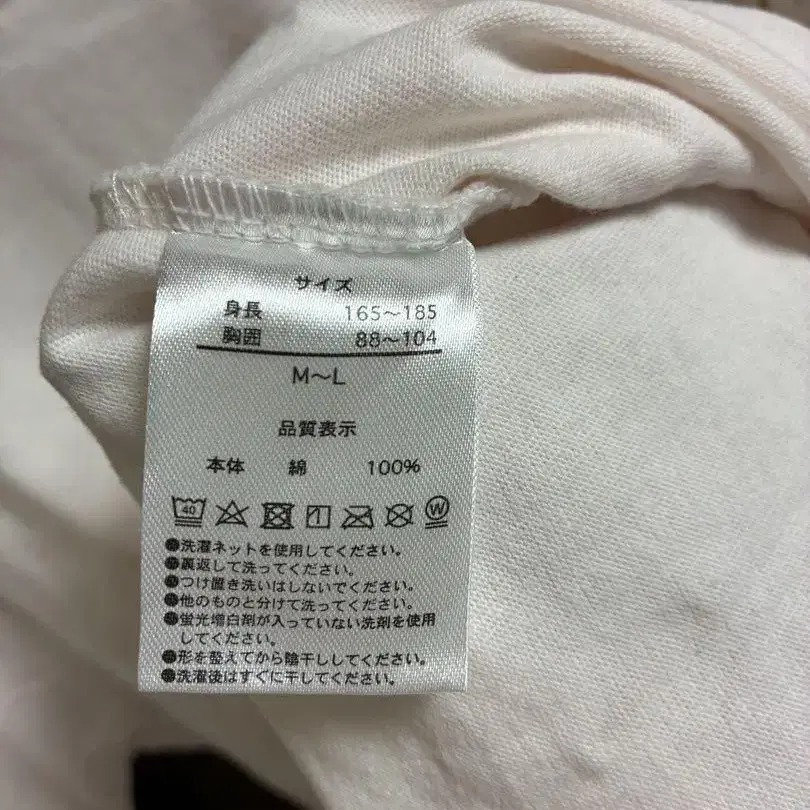 サイズ
身長 165～185
胸囲 88～104
M～L
品質表示
本体 綿 100%
40 W
●洗濯ネットを使用してください。
●裏返して洗ってください。
●つけ置き洗いはしないでください。
●他のものと分けて洗ってください。
●蛍光増白剤が入っていない洗剤を使用
してください。
●形を整えてから陰干ししてください。
●洗濯後はすぐに干してください。